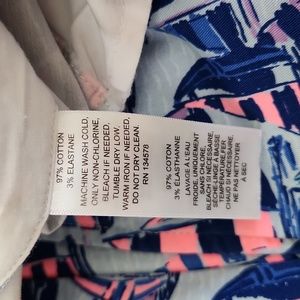 97% COTTON
3% ELASTANE
MACHINE WASH COLD,
ONLY NON-CHLORINE,
BLEACH IF NEEDED.
TUMBLE DRY LOW
WARM IRON IF NEEDED,
DO NOT DRY CLEAN.
RN 134578
97% COTON
3% ÉLASTHANNE
LAVAGE À L'EAU
FROIDE, UNIQUEMENT
SANS CHLORE.
BLEACH SI NÉCESSAIRE,
SÈCHE-LINGE À BASSE
TEMPÉRATURE FER
CHAUD SI NÉCESSAIRE,
NE PAS NETTOYER
À SEC